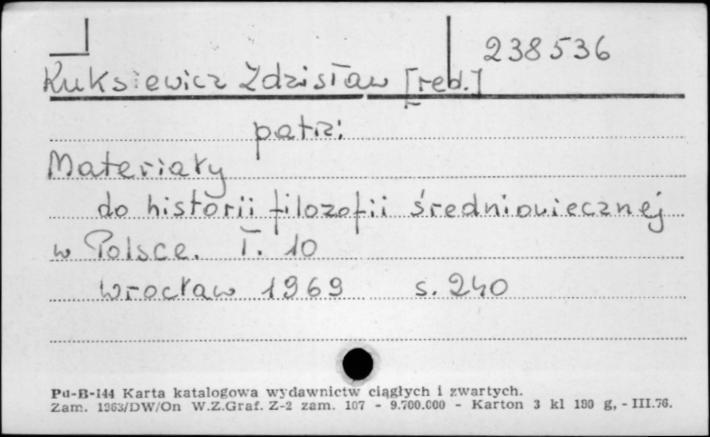 238536
Kuksiewicz Zdzisław [red.]
patrz:
Materiały
do historii filozofii średniowiecznej
w Polsce. T. 10
Wrocław 1969 s. 240
Pu-B-144 Karta katalogowa wydawnictw ciągłych i zwartych.
Zam. 1363/DW/On W.Z.Graf. Z-2 zam. 107 - 9.700.000 - Karton 3 kl 180 g, - III.76.